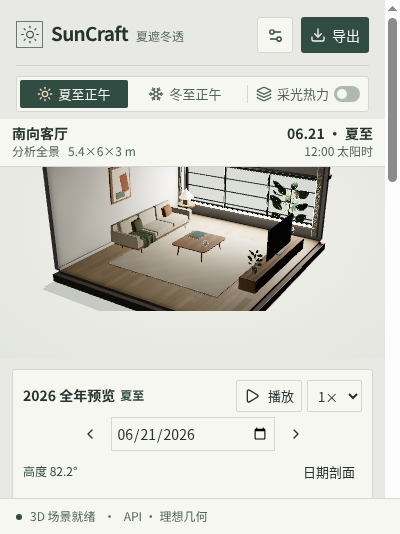 SunCraft 夏遮冬透
导出
夏至正午 冬至正午 采光热力
南向客厅 06.21 · 夏至
分析全景 5.4×6×3 m 12:00 太阳时
2026 全年预览 夏至 播放 1×
06/21/2026
高度 82.2° 日期剖面
3D 场景就绪 · API · 理想几何